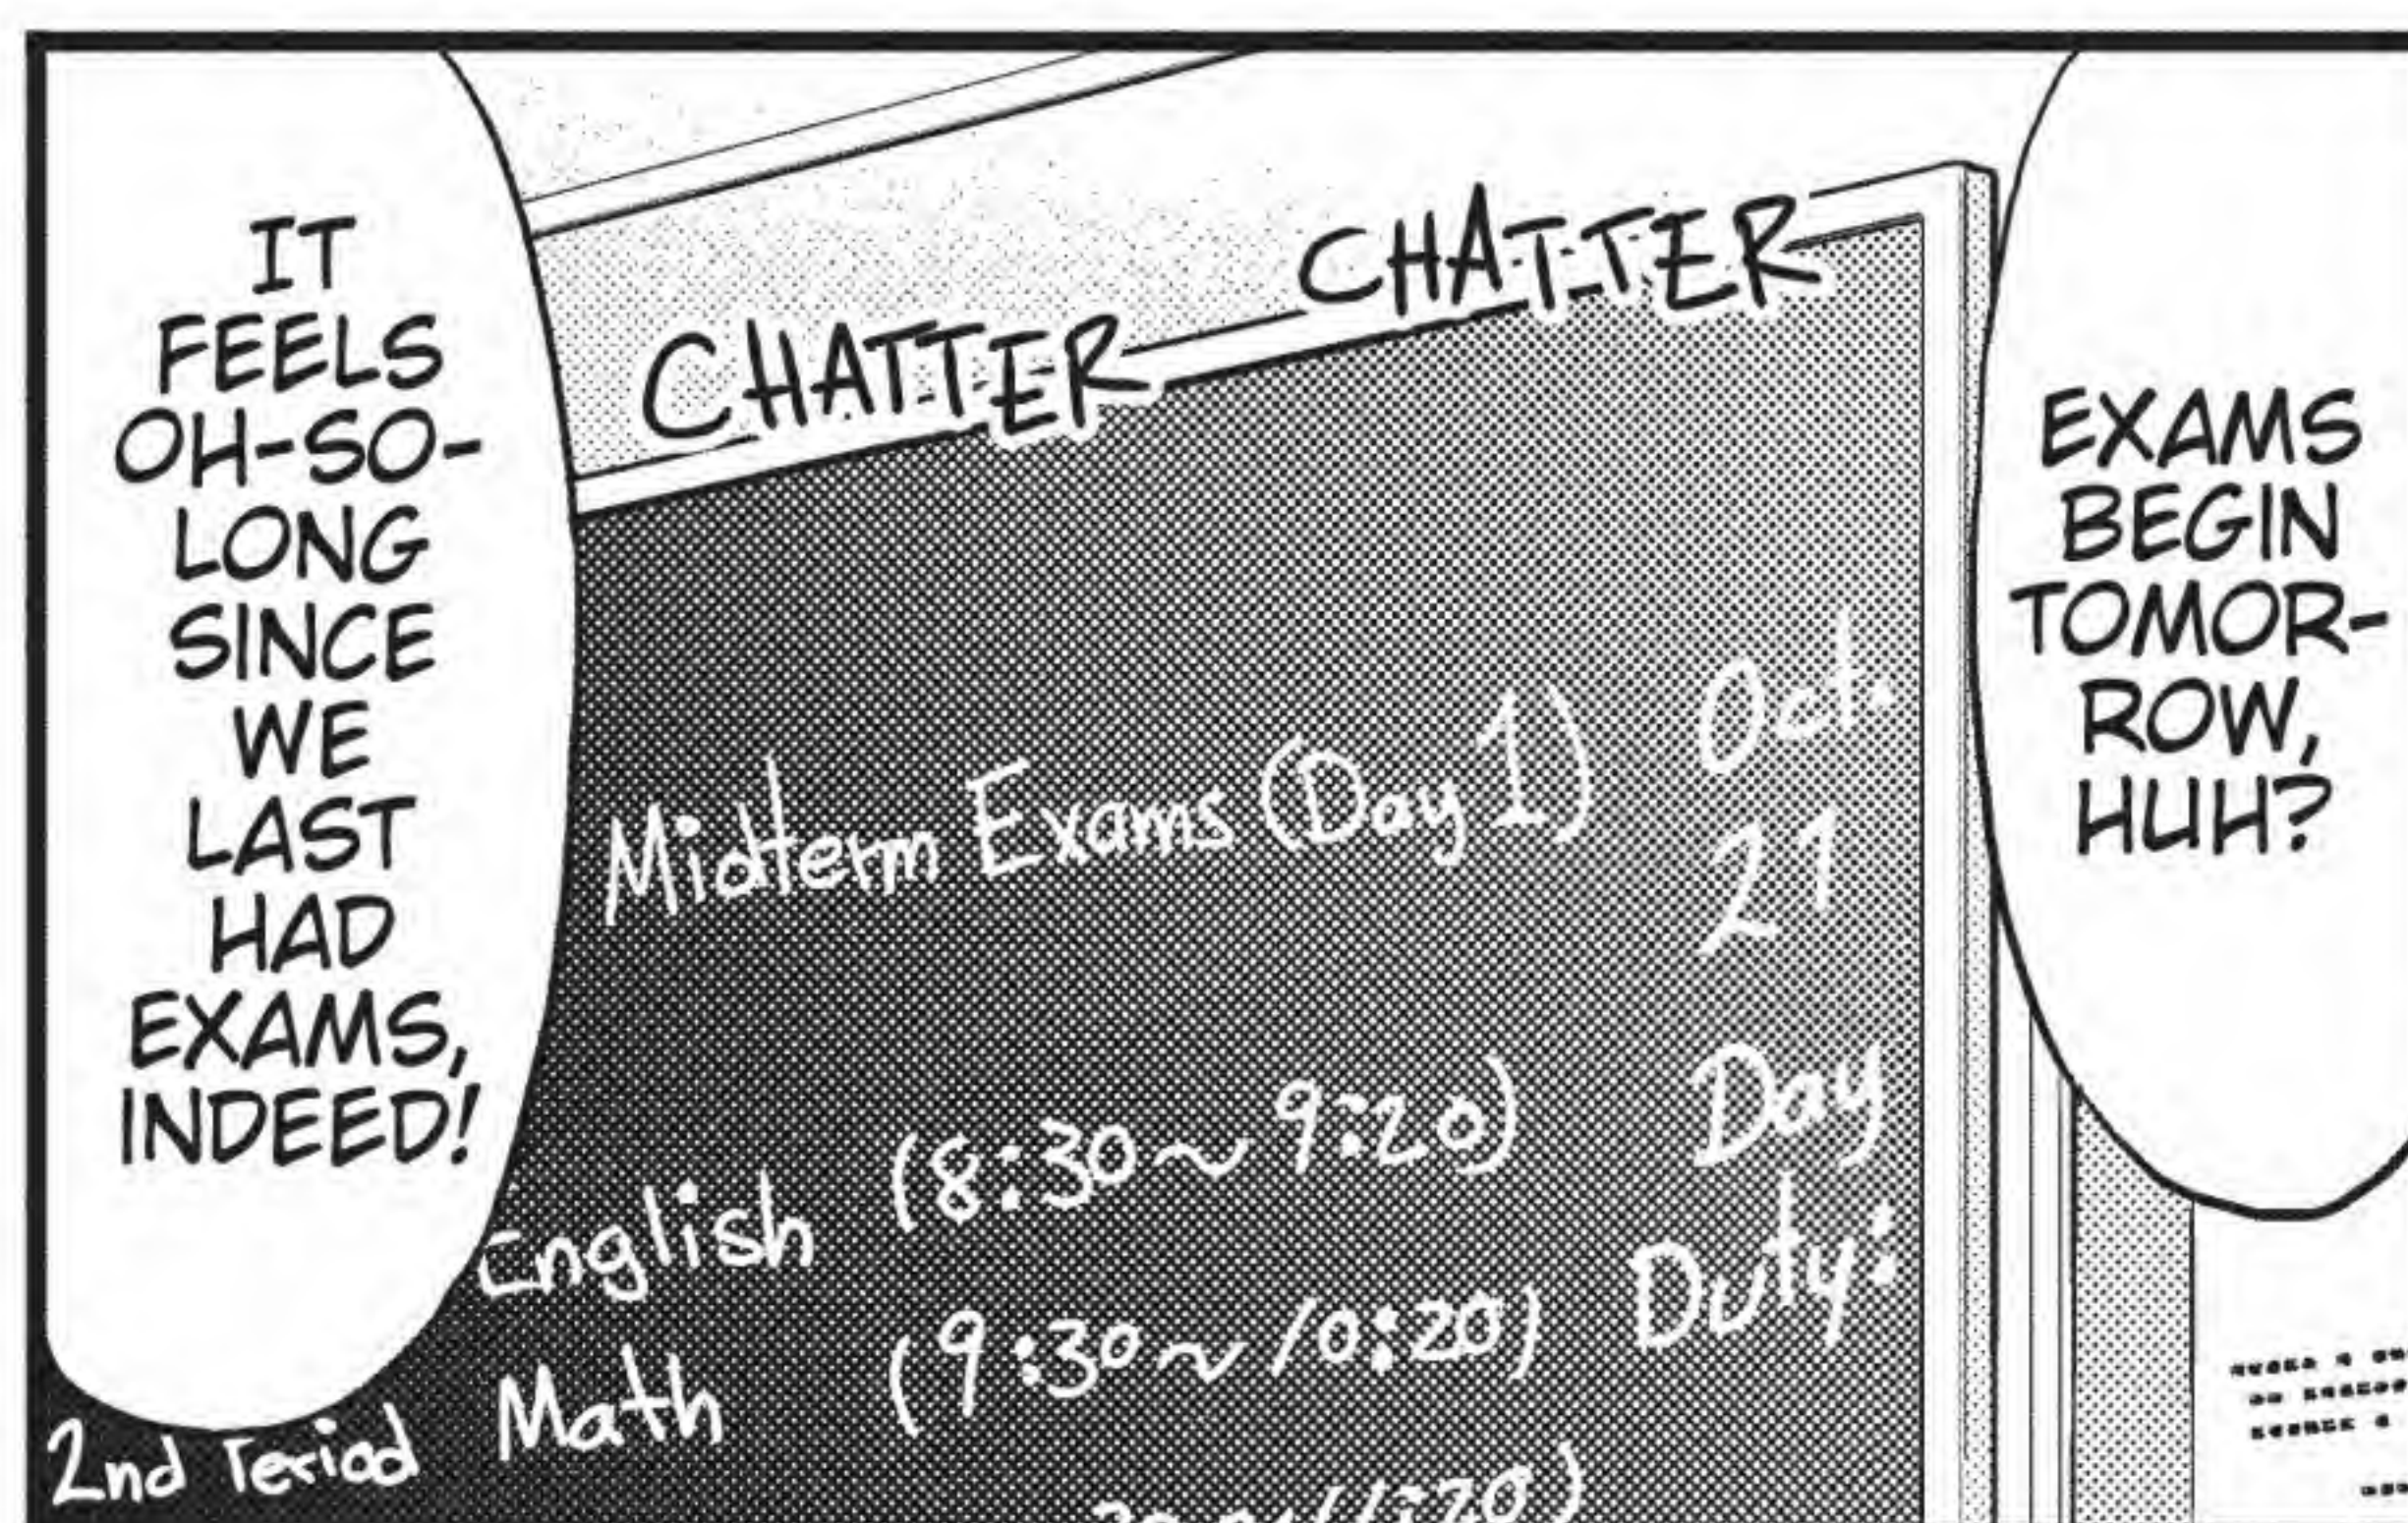 EXAMS
BEGIN
TOMOR-
ROW,
HUH?
CHATTER
CHATTER
IT
FEELS
OH-SO-
LONG
SINCE
WE
LAST
HAD
EXAMS,
INDEED!
Midterm Exams (Day 1)
English (8:30~9:20)
2nd Period Math (9:30~10:20)
11:20)
Oct.
21
Day
Duty: